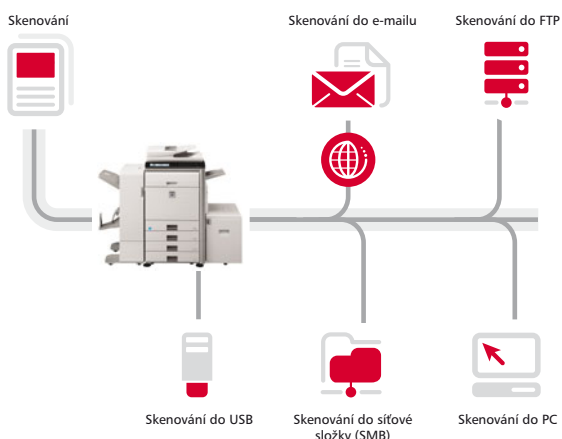 Skenování
Skenování do e-mailu
Skenování do FTP
Skenování do USB
Skenování do síťové
složky (SMB)
Skenování do PC